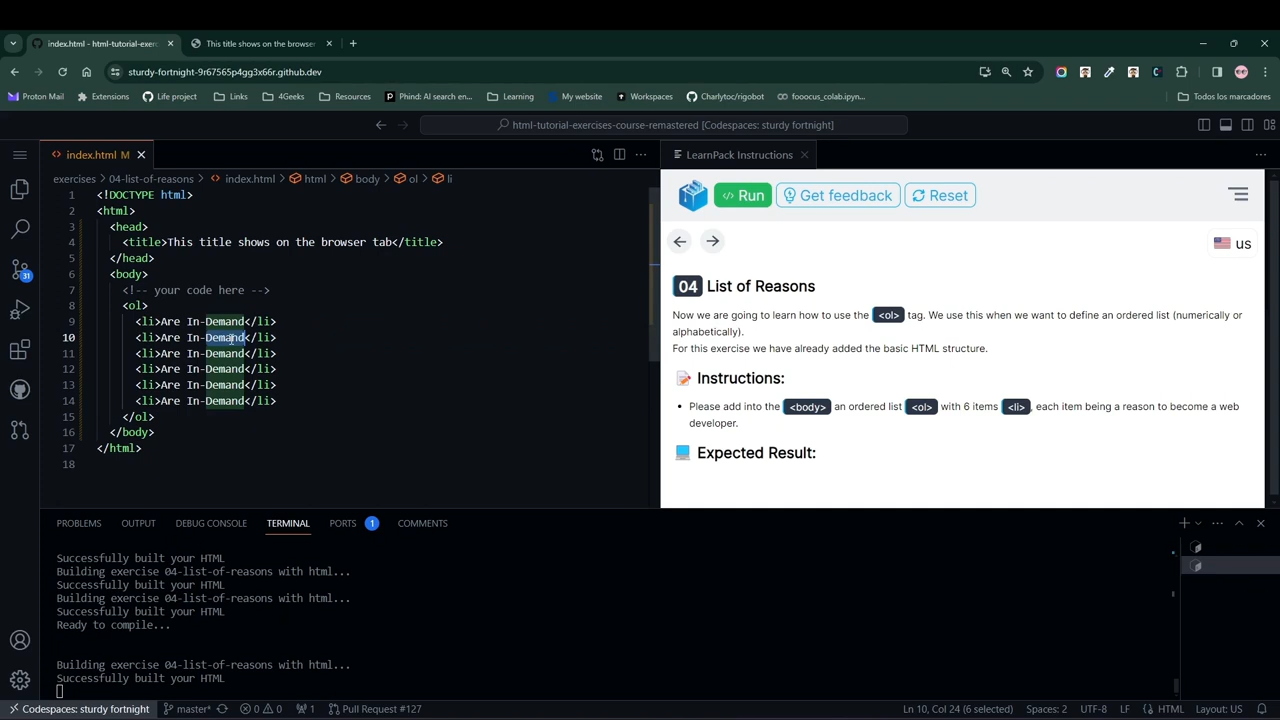 index.html - html-tutorial-exerc
This title shows on the browser
sturdy-fortnight-9r67565p4gg3x66r.github.dev
Proton Mail Extensions Life project Links 4Geeks Resources Phind: AI search en... Learning My website Workspaces Charlytoc/rigobot fooocus_colab.ipyn... Todos los marcadores
html-tutorial-exercises-course-remastered [Codespaces: sturdy fortnight]
index.html M
exercises > 04-list-of-reasons > index.html > html > body > ol > li
1 <!DOCTYPE html>
2 <html>
3 <head>
4 <title>This title shows on the browser tab</title>
5 </head>
6 <body>
7 <!-- your code here -->
8 <ol>
9 <li>Are In-Demand</li>
10 <li>Are In-Demand</li>
11 <li>Are In-Demand</li>
12 <li>Are In-Demand</li>
13 <li>Are In-Demand</li>
14 <li>Are In-Demand</li>
15 </ol>
16 </body>
17 </html>
18
LearnPack Instructions
Run Get feedback Reset
us
04 List of Reasons
Now we are going to learn how to use the <ol> tag. We use this when we want to define an ordered list (numerically or
alphabetically).
For this exercise we have already added the basic HTML structure.
Instructions:
Please add into the <body> an ordered list <ol> with 6 items <li>, each item being a reason to become a web
developer.
Expected Result:
31
PROBLEMS OUTPUT DEBUG CONSOLE TERMINAL PORTS 1 COMMENTS
Successfully built your HTML
Building exercise 04-list-of-reasons with html...
Successfully built your HTML
Building exercise 04-list-of-reasons with html...
Successfully built your HTML
Ready to compile...
Building exercise 04-list-of-reasons with html...
Successfully built your HTML
Codespaces: sturdy fortnight master* 0 0 1 Pull Request #127 Ln 10, Col 24 (6 selected) Spaces: 2 UTF-8 LF HTML Layout: US